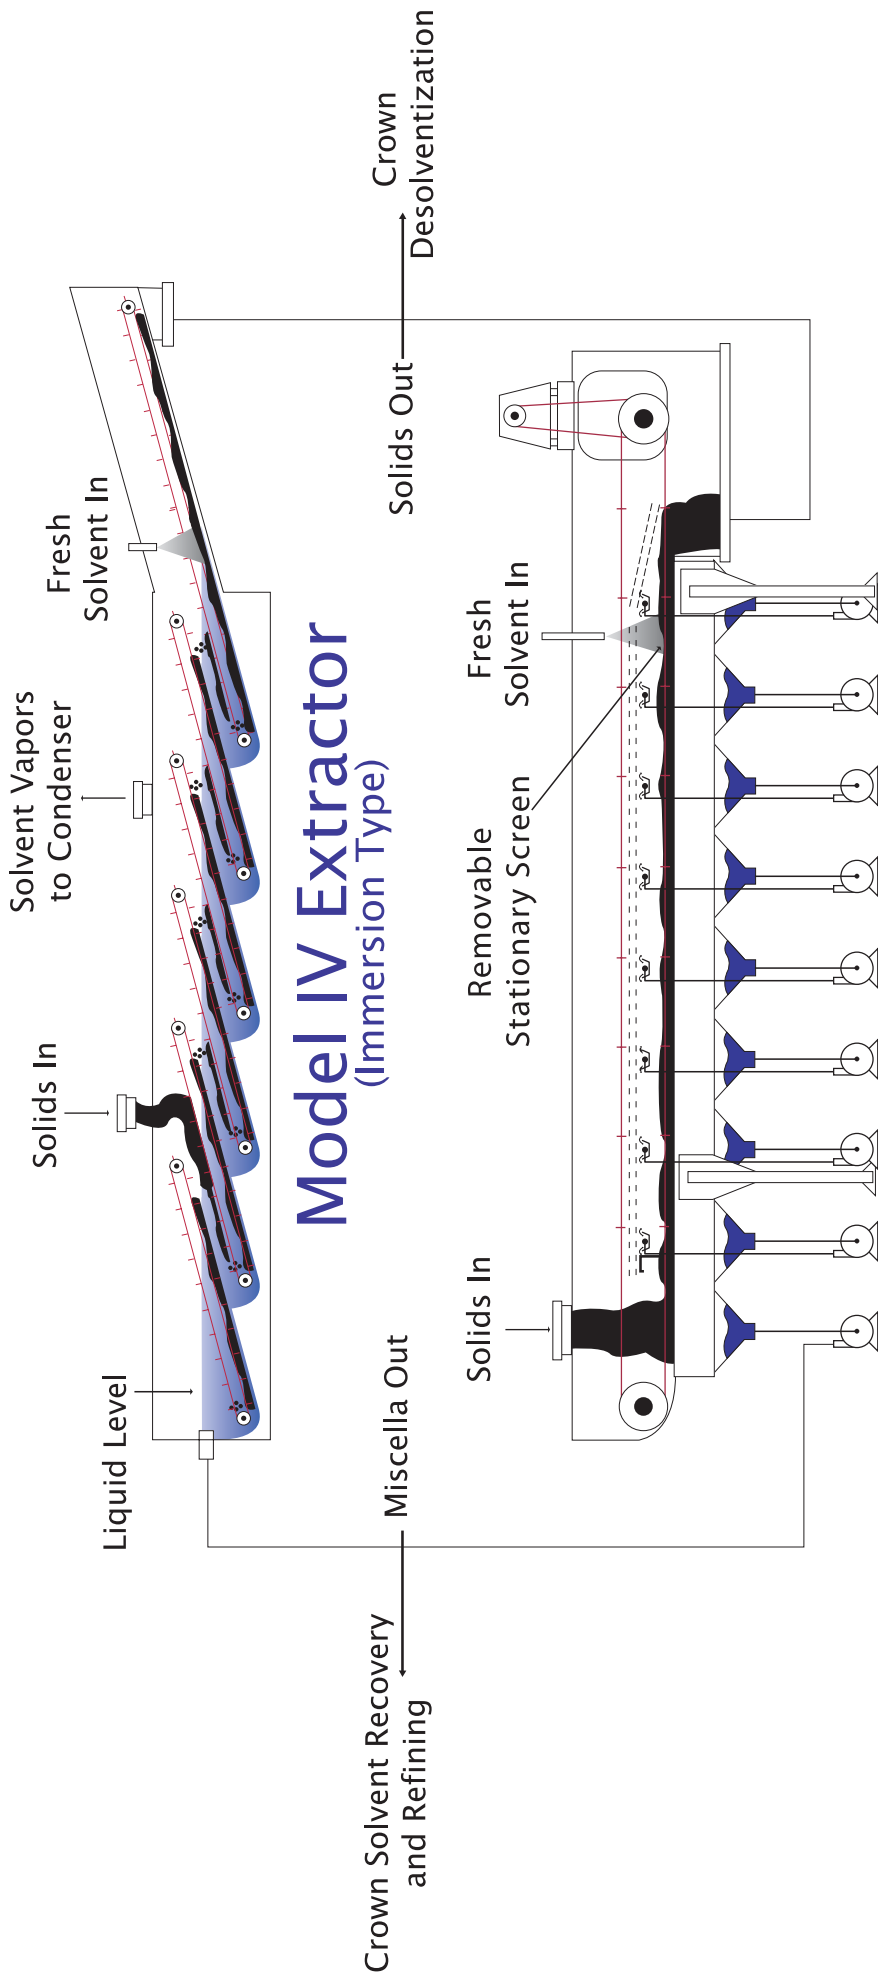 Solvent Vapors
to Condenser
Fresh
Solvent In
Solids In
Liquid Level
Model IV Extractor
(Immersion Type)
Crown Solvent Recovery
and Refining
Miscella Out
Solids Out
Crown
Desolventization
Solids In
Removable
Stationary Screen
Fresh
Solvent In